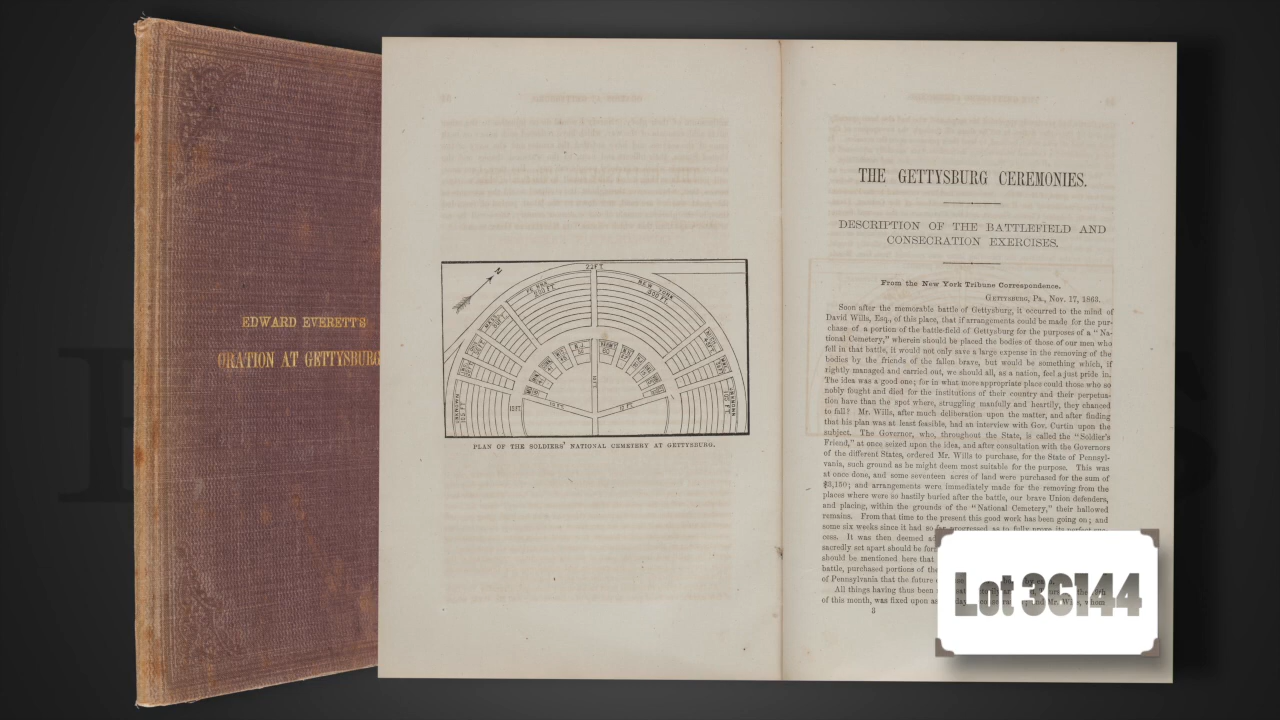 EDWARD EVERETT'S
ORATION AT GETTYSBURG
N
22 FT
PENNA
NEW YORK
PLAN OF THE SOLDIERS' NATIONAL CEMETERY AT GETTYSBURG.
THE GETTYSBURG CEREMONIES.
DESCRIPTION OF THE BATTLEFIELD AND
CONSECRATION EXERCISES.
From the New York Tribune Correspondence.
Gettysburg, Pa., Nov. 17, 1863.
Soon after the memorable battle of Gettysburg, it occurred to the mind of
David Wills, Esq., of this place, that if arrangements could be made for the pur-
chase of a portion of the battle-field of Gettysburg for the purposes of a "Na-
tional Cemetery," wherein should be placed the bodies of those of our men who
fell in that battle, it would not only save a large expense in the removing of the
bodies by the friends of the fallen brave, but would be something which, if
rightly managed and carried out, we should all, as a nation, feel a just pride in.
The idea was a good one; for in what more appropriate place could those who so
nobly fought and died for the institutions of their country and their perpetua-
tion have than the spot where, struggling manfully and heartily, they chanced
to fall? Mr. Wills, after much deliberation upon the matter, and after finding
that his plan was at least feasible, had an interview with Gov. Curtin upon the
subject. The Governor, who, throughout the State, is called the "Soldier's
Friend," at once seized upon the idea, and after consultation with the Governors
of the different States, ordered Mr. Wills to purchase, for the State of Pennsyl-
vania, such ground as he might deem most suitable for the purpose. This was
at once done, and some seventeen acres of land were purchased for the sum of
$3,150; and arrangements were immediately made for the removing from the
places where were so hastily buried after the battle, our brave Union defenders,
and placing, within the grounds of the "National Cemetery," their hallowed
remains. From that time to the present this good work has been going on; and
some six weeks since it had so far progressed as to fully prove its perfect suc-
cess. It was then deemed
sacredly set apart should be
should be mentioned here that
battle, purchased portions of the
of Pennsylvania that the future
All things having thus been
of this month, was fixed upon as
8
Lot 36144